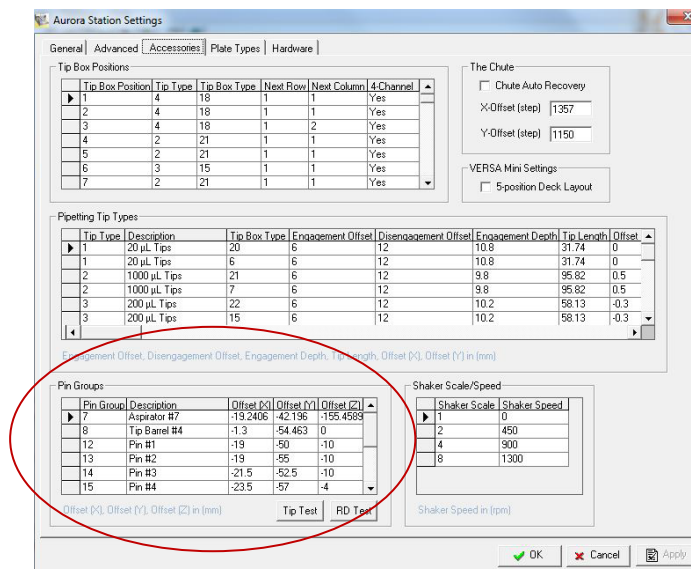 Aurora Station Settings
General Advanced Accessories Plate Types Hardware
Tip Box Positions
Tip Box Position Tip Type Tip Box Type Next Row Next Column 4-Channel
1 4 18 1 1 Yes
2 4 18 1 1 Yes
3 4 18 1 2 Yes
4 2 21 1 1 Yes
5 2 21 1 1 Yes
6 3 15 1 1 Yes
7 2 21 1 1 Yes
The Chute
Chute Auto Recovery
X-Offset (step) 1357
Y-Offset (step) 1150
VERSA Mini Settings
5-position Deck Layout
Pipetting Tip Types
Tip Type Description Tip Box Type Engagement Offset Disengagement Offset Engagement Depth Tip Length Offset
1 20 µL Tips 20 6 12 10.8 31.74 0
1 20 µL Tips 6 6 12 10.8 31.74 0
2 1000 µL Tips 21 6 12 9.8 95.82 0.5
2 1000 µL Tips 7 6 12 9.8 95.82 0.5
3 200 µL Tips 22 6 12 10.2 58.13 -0.3
3 200 µL Tips 15 6 12 10.2 58.13 -0.3
Engagement Offset, Disengagement Offset, Engagement Depth, Tip Length, Offset (X), Offset (Y) in (mm)
Pin Groups
Pin Group Description Offset (X) Offset (Y) Offset (Z)
7 Aspirator #7 -19.2406 -42.196 -155.4589
8 Tip Barrel #4 -1.3 -54.463 0
12 Pin #1 -19 -50 -10
13 Pin #2 -19 -55 -10
14 Pin #3 -21.5 -52.5 -10
15 Pin #4 -23.5 -57 -4
Offset (X), Offset (Y), Offset (Z) in (mm)
Tip Test RD Test
Shaker Scale/Speed
Shaker Scale Shaker Speed
1 0
2 450
4 900
8 1300
Shaker Speed in (rpm)
OK Cancel Apply